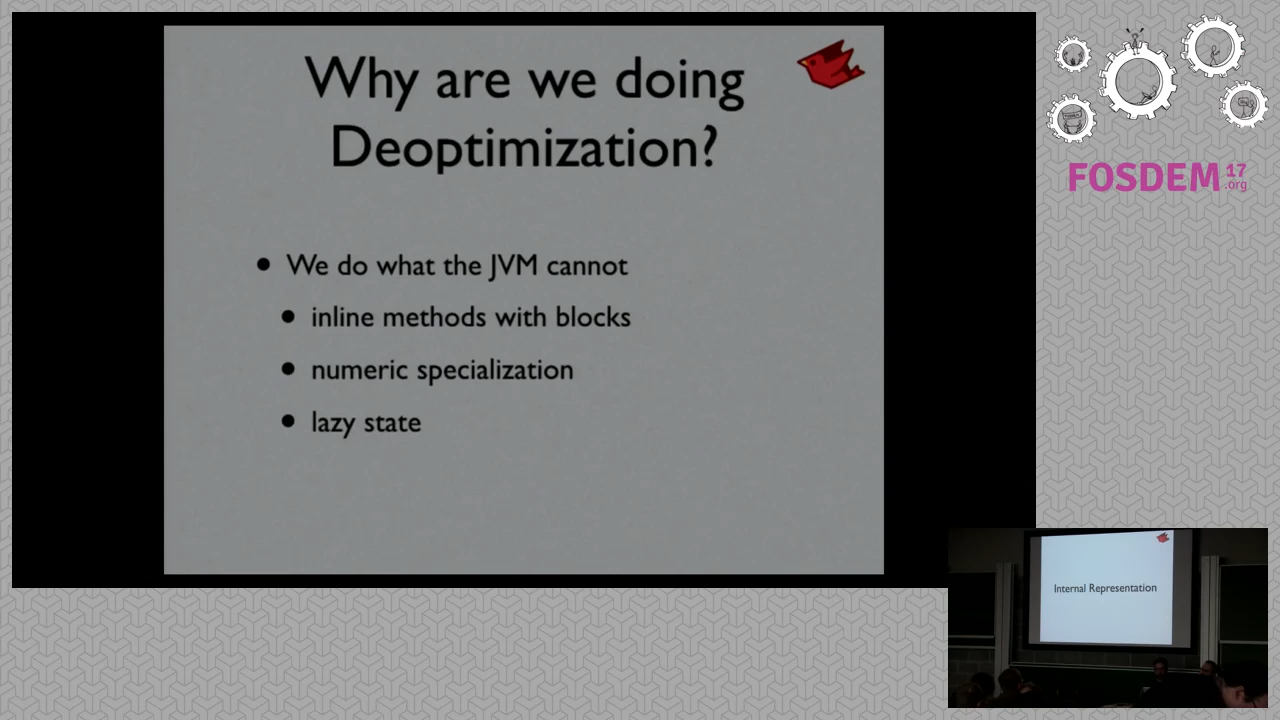 Why are we doing
Deoptimization?
• We do what the JVM cannot
• inline methods with blocks
• numeric specialization
• lazy state
FOSDEM 17
.org
Internal Representation